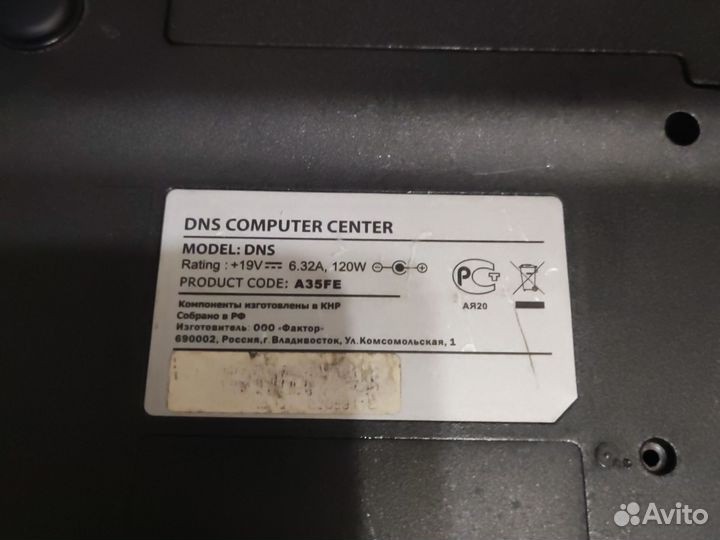 DNS COMPUTER CENTER
MODEL: DNS
Rating : +19V 6.32A, 120W
PRODUCT CODE: A35FE
Компоненты изготовлены в КНР
Собрано в РФ
Изготовитель: ООО «Фактор»
690002, Россия, г. Владивосток, Ул. Комсомольская, 1
РСТ
АЯ20
Avito